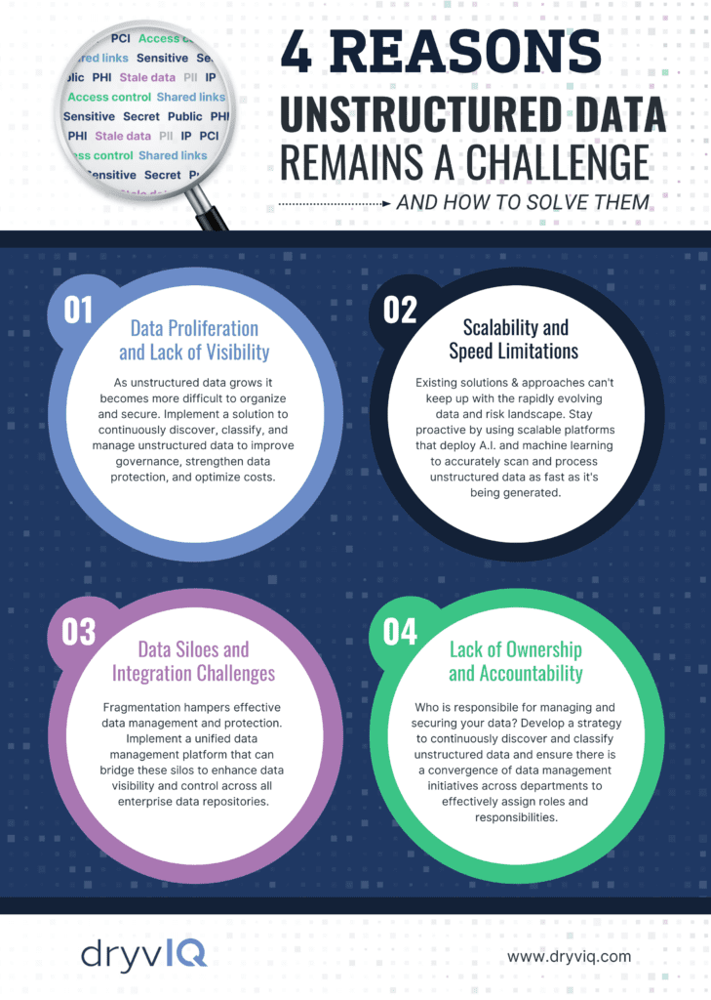 PCI Access
red links Sensitive
PHI Stale data PII IP
Access control Shared links
Sensitive Secret Public PHI
PHI Stale data PII IP PCI
Shared links
Sensitive Secret
4 REASONS
UNSTRUCTURED DATA
REMAINS A CHALLENGE
AND HOW TO SOLVE THEM
01
Data Proliferation
and Lack of Visibility
As unstructured data grows it
becomes more difficult to organize
and secure. Implement a solution to
continuously discover, classify, and
manage unstructured data to improve
governance, strengthen data
protection, and optimize costs.
02
Scalability and
Speed Limitations
Existing solutions & approaches can't
keep up with the rapidly evolving
data and risk landscape. Stay
proactive by using scalable platforms
that deploy A.I. and machine learning
to accurately scan and process
unstructured data as fast as it's
being generated.
03
Data Siloes and
Integration Challenges
Fragmentation hampers effective
data management and protection.
Implement a unified data
management platform that can
bridge these silos to enhance data
visibility and control across all
enterprise data repositories.
04
Lack of Ownership
and Accountability
Who is responsibile for managing and
securing your data? Develop a strategy
to continuously discover and classify
unstructured data and ensure there is
a convergence of data management
initiatives across departments to
effectively assign roles and
responsibilities.
dryvIQ
www.dryviq.com